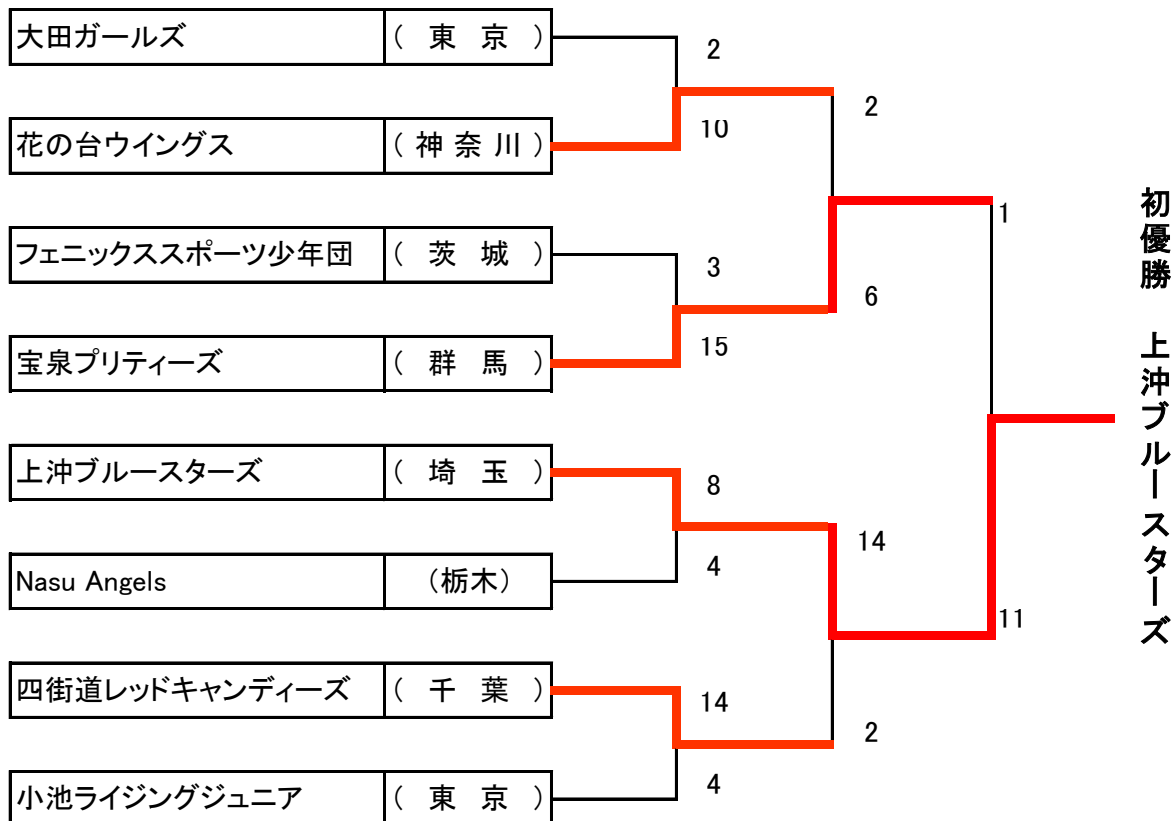 大田ガールズ ( 東 京 )
2
2
花の台ウイングス ( 神 奈 川 )
10
1
フェニックススポーツ少年団 ( 茨 城 )
3
6
宝泉プリティーズ ( 群 馬 )
15
上沖ブルースターズ ( 埼 玉 )
8
14
Nasu Angels （栃木）
4
11
四街道レッドキャンディーズ ( 千 葉 )
14
2
小池ライジングジュニア ( 東 京 )
4
初優勝 上沖ブルースターズ